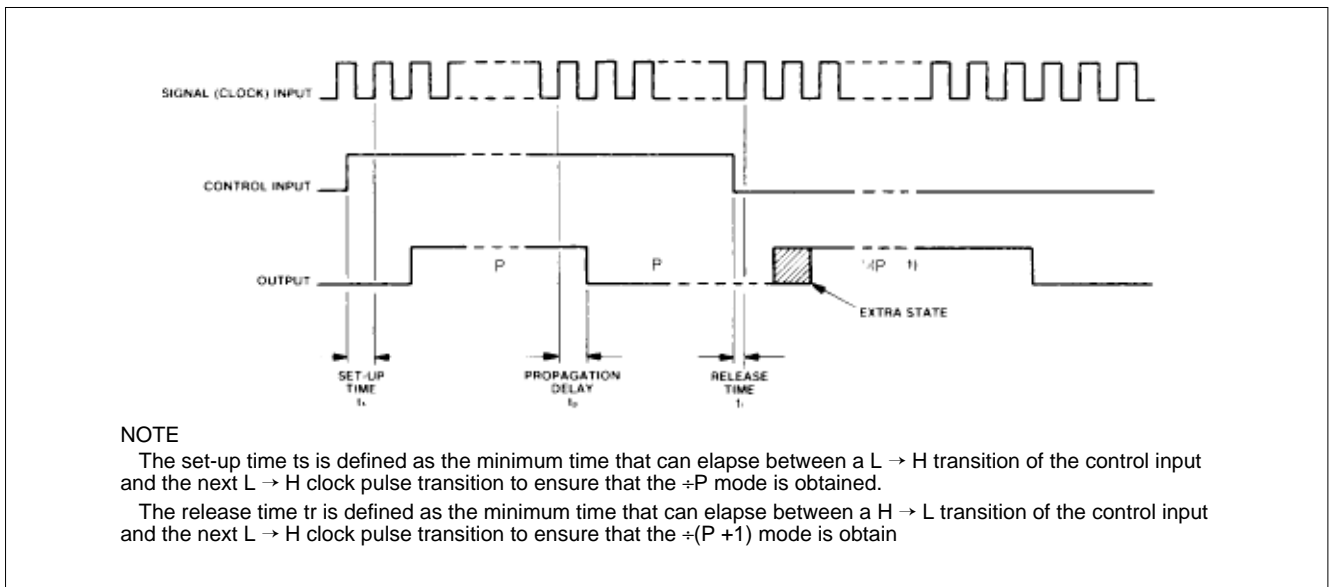 SIGNAL (CLOCK) INPUT
CONTROL INPUT
OUTPUT
P
P
EXTRA STATE
SET-UP
TIME
PROPAGATION
DELAY
RELEASE
TIME
NOTE
The set-up time ts is defined as the minimum time that can elapse between a L → H transition of the control input
and the next L → H clock pulse transition to ensure that the ÷P mode is obtained.
The release time tr is defined as the minimum time that can elapse between a H → L transition of the control input
and the next L → H clock pulse transition to ensure that the ÷(P +1) mode is obtain